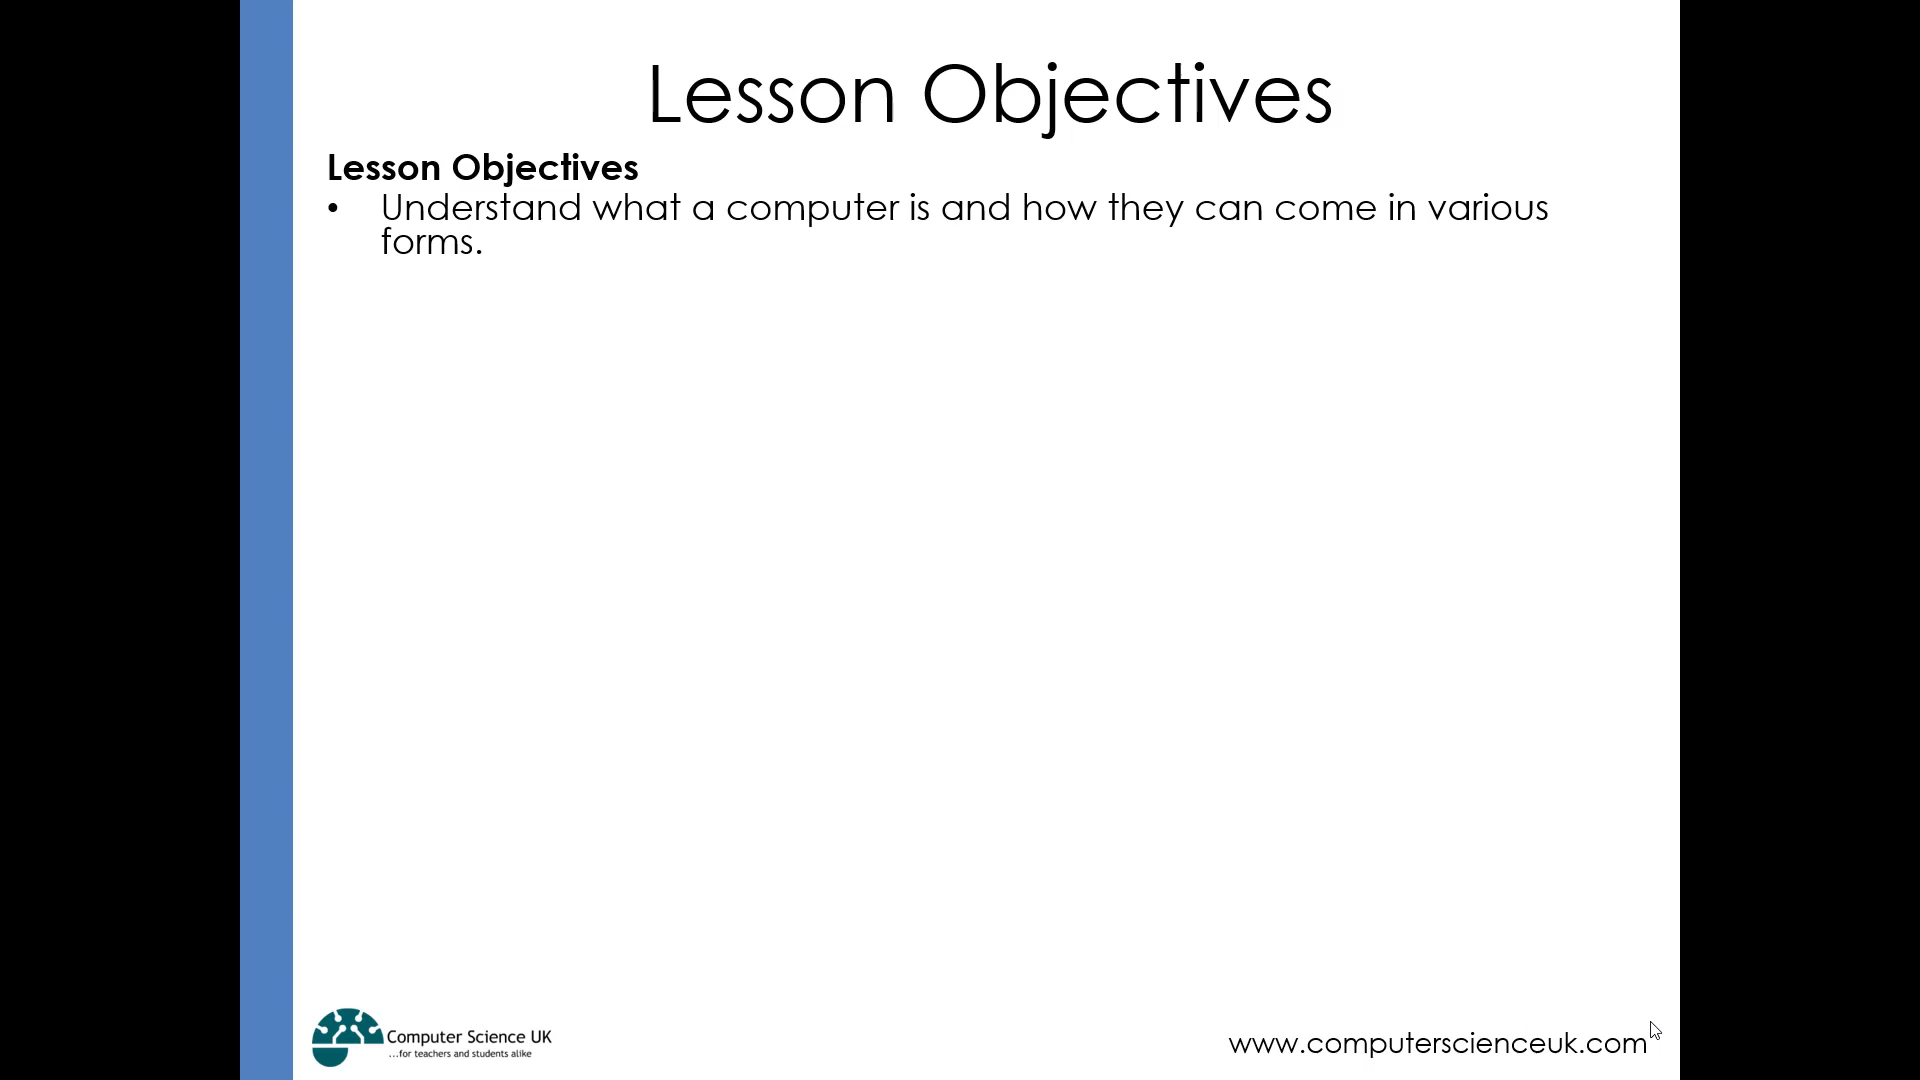 Lesson Objectives
Lesson Objectives
• Understand what a computer is and how they can come in various
forms.
Computer Science UK
...for teachers and students alike
www.computerscienceuk.com